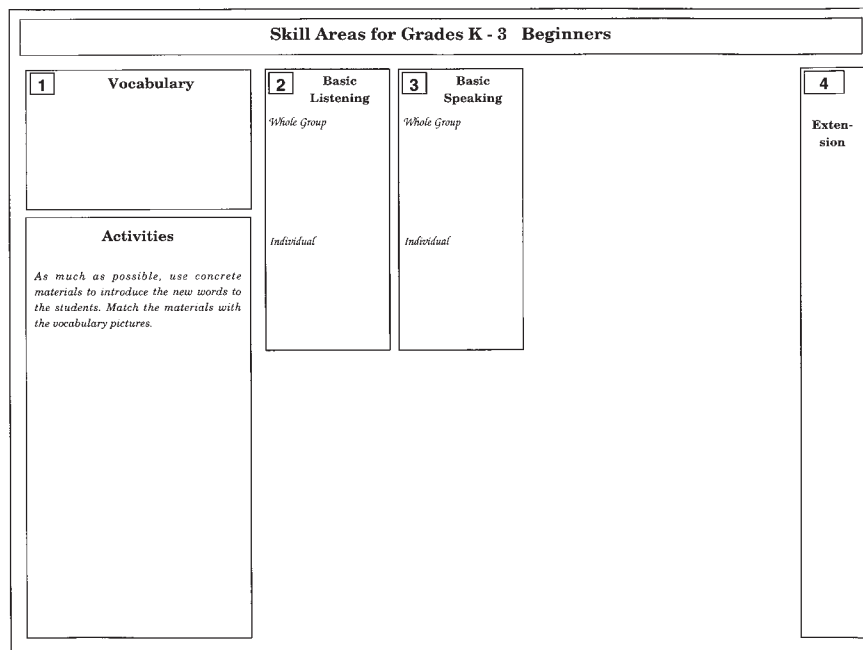 Skill Areas for Grades K - 3 Beginners
1 Vocabulary
Activities
As much as possible, use concrete
materials to introduce the new words to
the students. Match the materials with
the vocabulary pictures.
2 Basic
Listening
Whole Group
Individual
3 Basic
Speaking
Whole Group
Individual
4
Exten-
sion